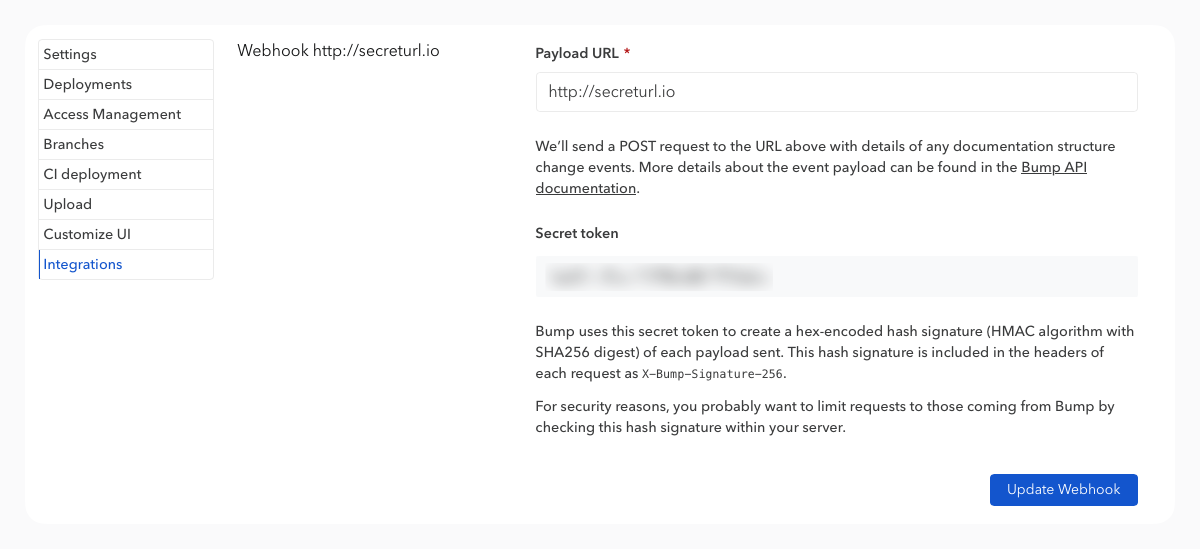 Settings
Deployments
Access Management
Branches
CI deployment
Upload
Customize UI
Integrations
Webhook http://secreturl.io
Payload URL *
http://secreturl.io
We’ll send a POST request to the URL above with details of any documentation structure
change events. More details about the event payload can be found in the Bump API
documentation.
Secret token
Bump uses this secret token to create a hex-encoded hash signature (HMAC algorithm with
SHA256 digest) of each payload sent. This hash signature is included in the headers of
each request as X-Bump-Signature-256.
For security reasons, you probably want to limit requests to those coming from Bump by
checking this hash signature within your server.
Update Webhook